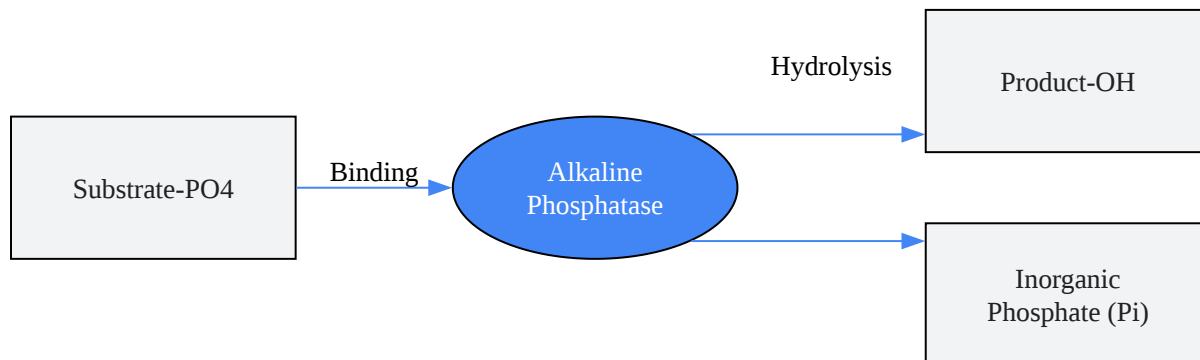 Substrate-PO4
Binding
Alkaline
Phosphatase
Hydrolysis
Product-OH
Inorganic
Phosphate (Pi)